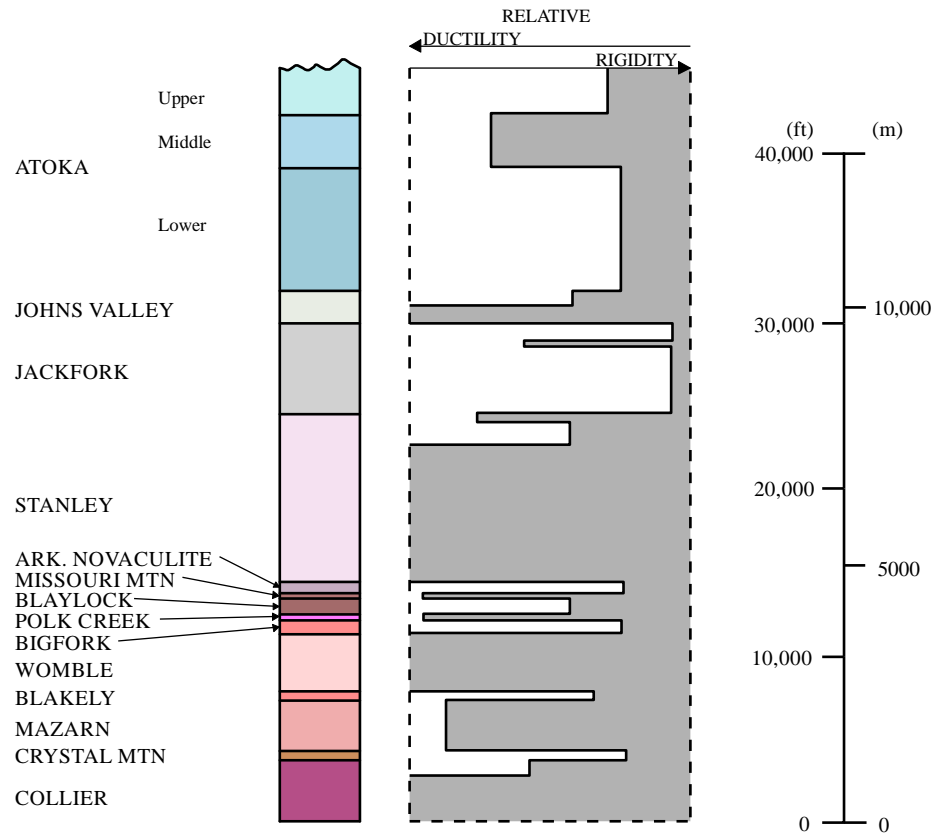 RELATIVE
DUCTILITY
RIGIDITY
Upper
Middle
ATOKA
Lower
JOHNS VALLEY
JACKFORK
STANLEY
ARK. NOVACULITE
MISSOURI MTN
BLAYLOCK
POLK CREEK
BIGFORK
WOMBLE
BLAKELY
MAZARN
CRYSTAL MTN
COLLIER
(ft) (m)
40,000
10,000
30,000
20,000
5000
10,000
0 0